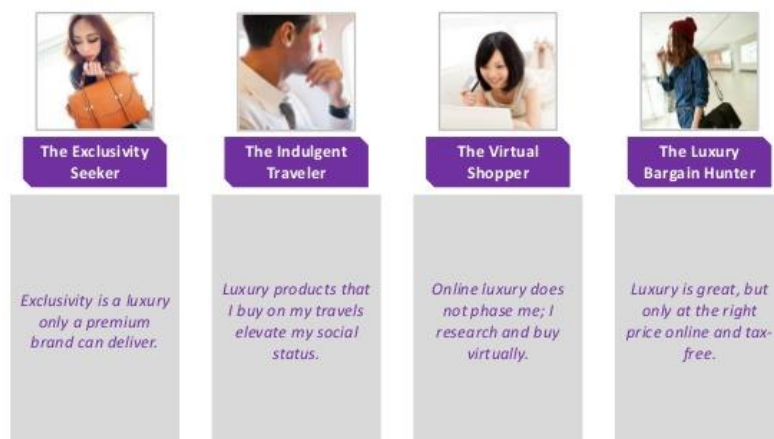 The Exclusivity
Seeker
Exclusivity is a luxury
only a premium
brand can deliver.
The Indulgent
Traveler
Luxury products that
I buy on my travels
elevate my social
status.
The Virtual
Shopper
Online luxury does
not phase me; I
research and buy
virtually.
The Luxury
Bargain Hunter
Luxury is great, but
only at the right
price online and tax-
free.